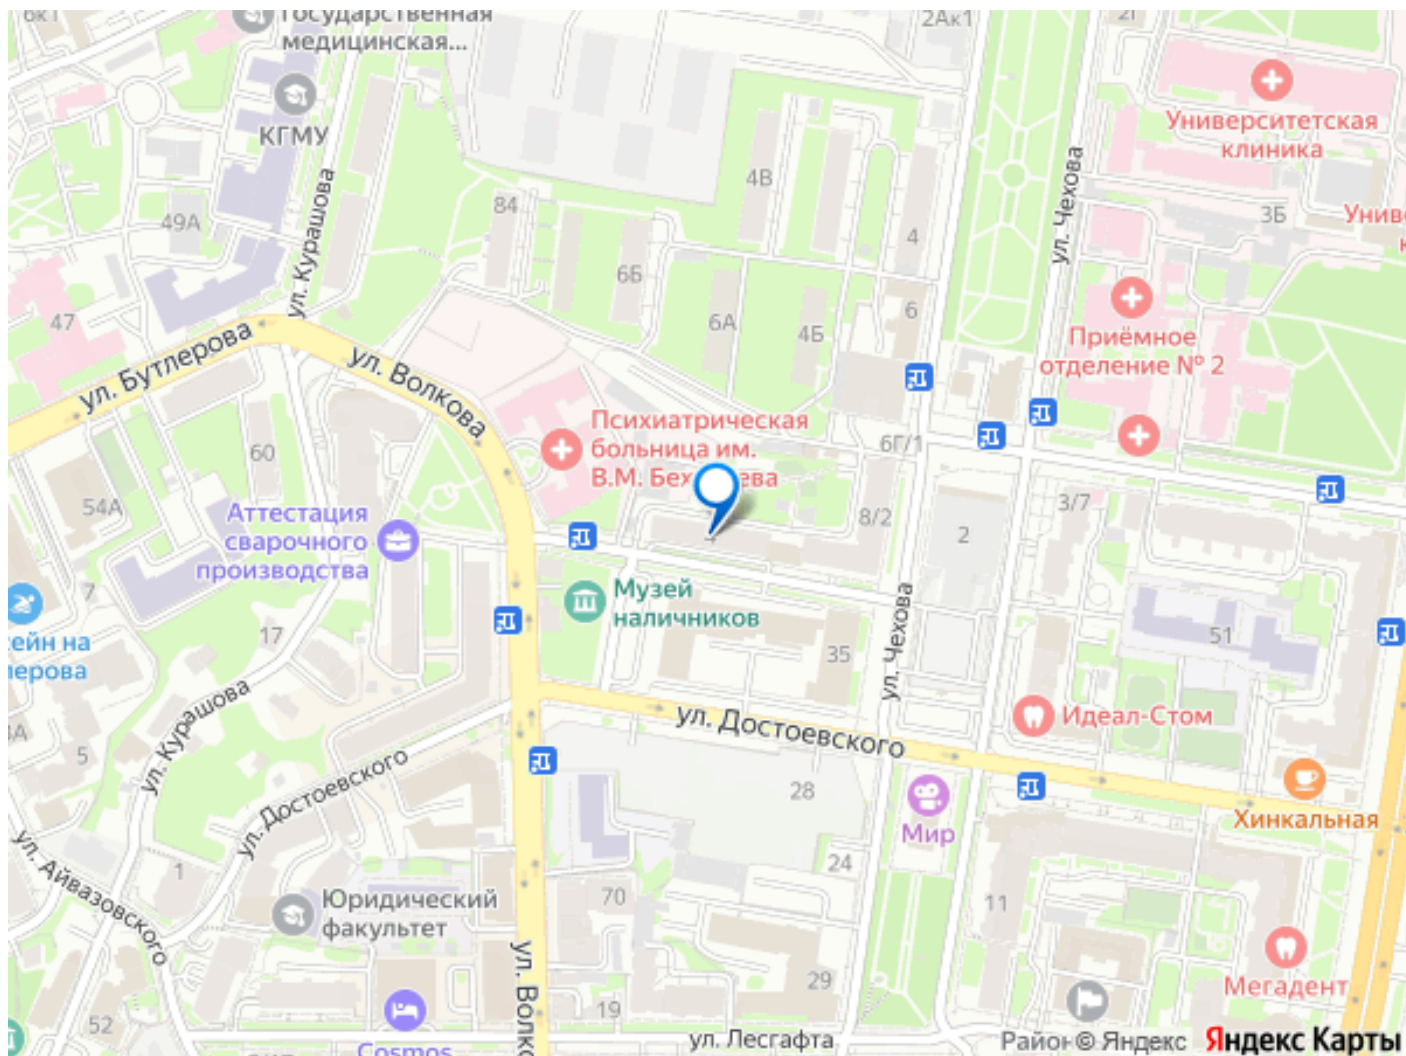 6к1
Государственная
медицинская...
2Ак1
2Г
КГМУ
Университетская
клиника
49А
84
4В
ул. Курашова
ул. Чехова
3Б
4
47
6Б
6А
4Б
6
Приёмное
отделение № 2
ул. Бутлерова
ул. Волкова
60
Психиатрическая
больница им.
В.М. Бех
ева
6Г/1
54А
Аттестация
сварочного
производства
8/2
2
3/7
7
Музей
наличников
17
35
51
ул. Чехова
ул. Курашова
5
ул. Достоевского
Идеал-Стом
ул. Достоевского
28
Мир
Хинкальная
24
ул. Айвазовского
1
Юридический
факультет
70
11
ул. Волко
29
Мегадент
19
52
Cosmos
ул. Лесгафта
Район
© Яндекс
Яндекс Карты